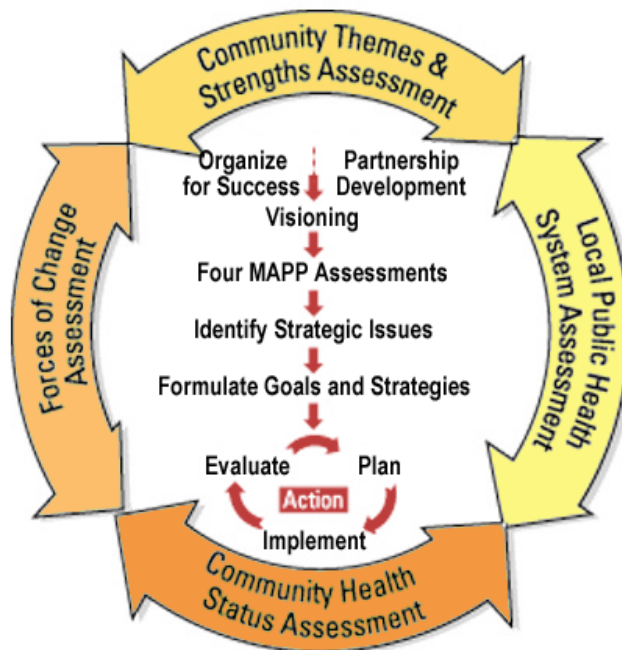 Community Themes &
Strengths Assessment
Organize
for Success
Partnership
Development
Visioning
Four MAPP Assessments
Identify Strategic Issues
Formulate Goals and Strategies
Evaluate
Plan
Action
Implement
Forces of Change
Assessment
Local Public Health
System Assessment
Community Health
Status Assessment